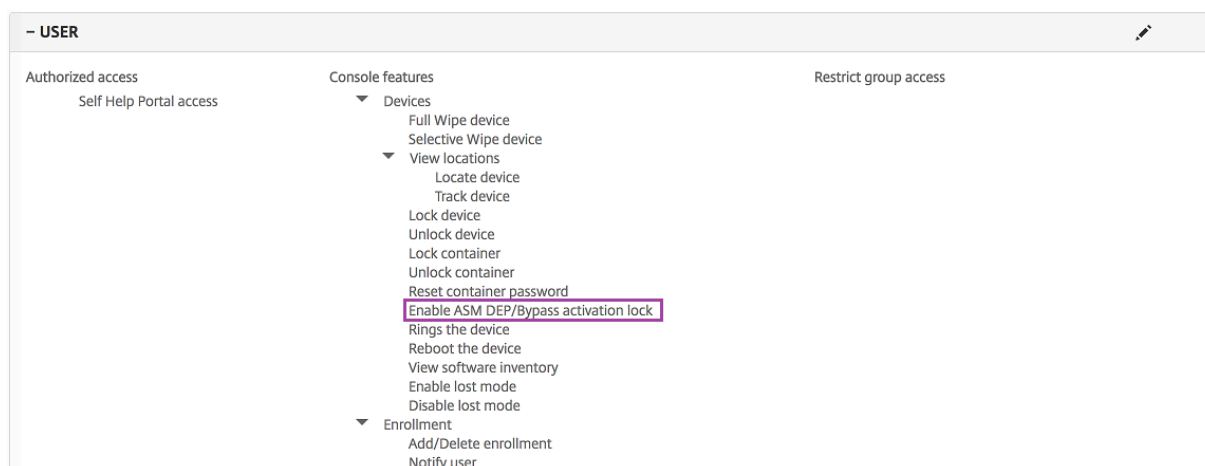 – USER
Authorized access
Self Help Portal access
Console features
Devices
Full Wipe device
Selective Wipe device
View locations
Locate device
Track device
Lock device
Unlock device
Lock container
Unlock container
Reset container password
Enable ASM DEP/Bypass activation lock
Rings the device
Reboot the device
View software inventory
Enable lost mode
Disable lost mode
Enrollment
Add/Delete enrollment
Notify user
Restrict group access